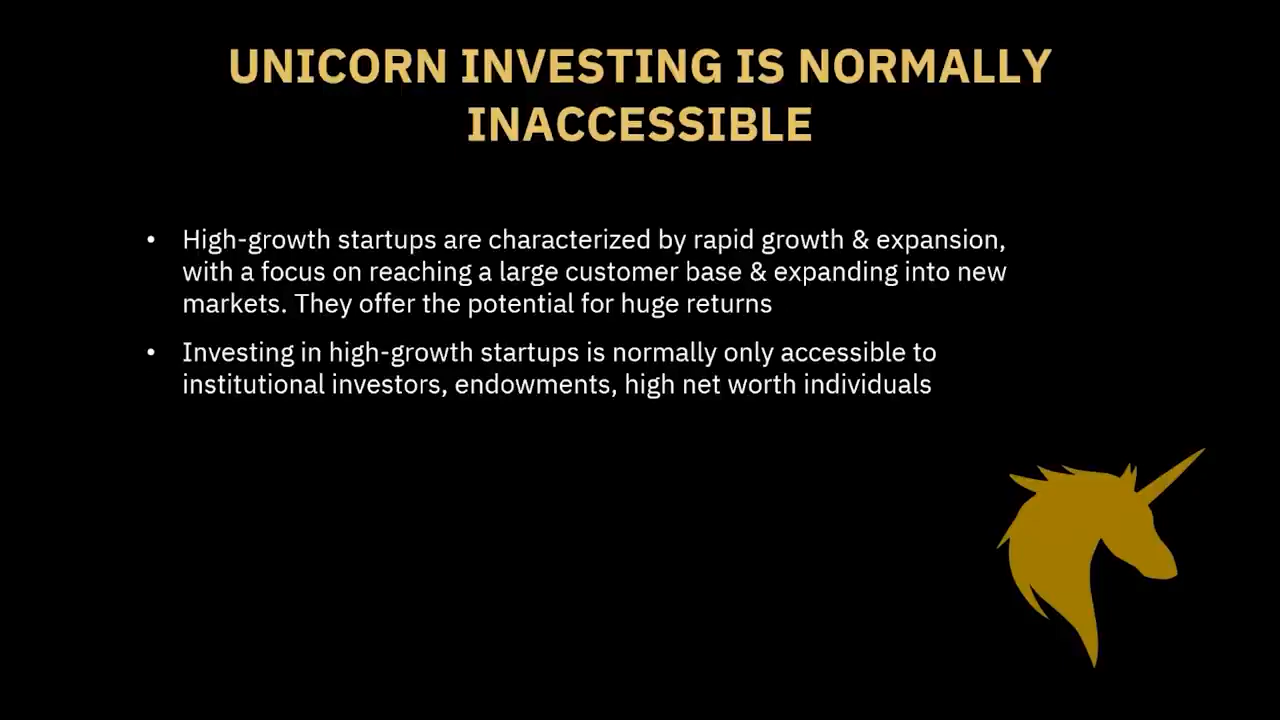 UNICORN INVESTING IS NORMALLY
INACCESSIBLE
• High-growth startups are characterized by rapid growth & expansion,
with a focus on reaching a large customer base & expanding into new
markets. They offer the potential for huge returns
• Investing in high-growth startups is normally only accessible to
institutional investors, endowments, high net worth individuals